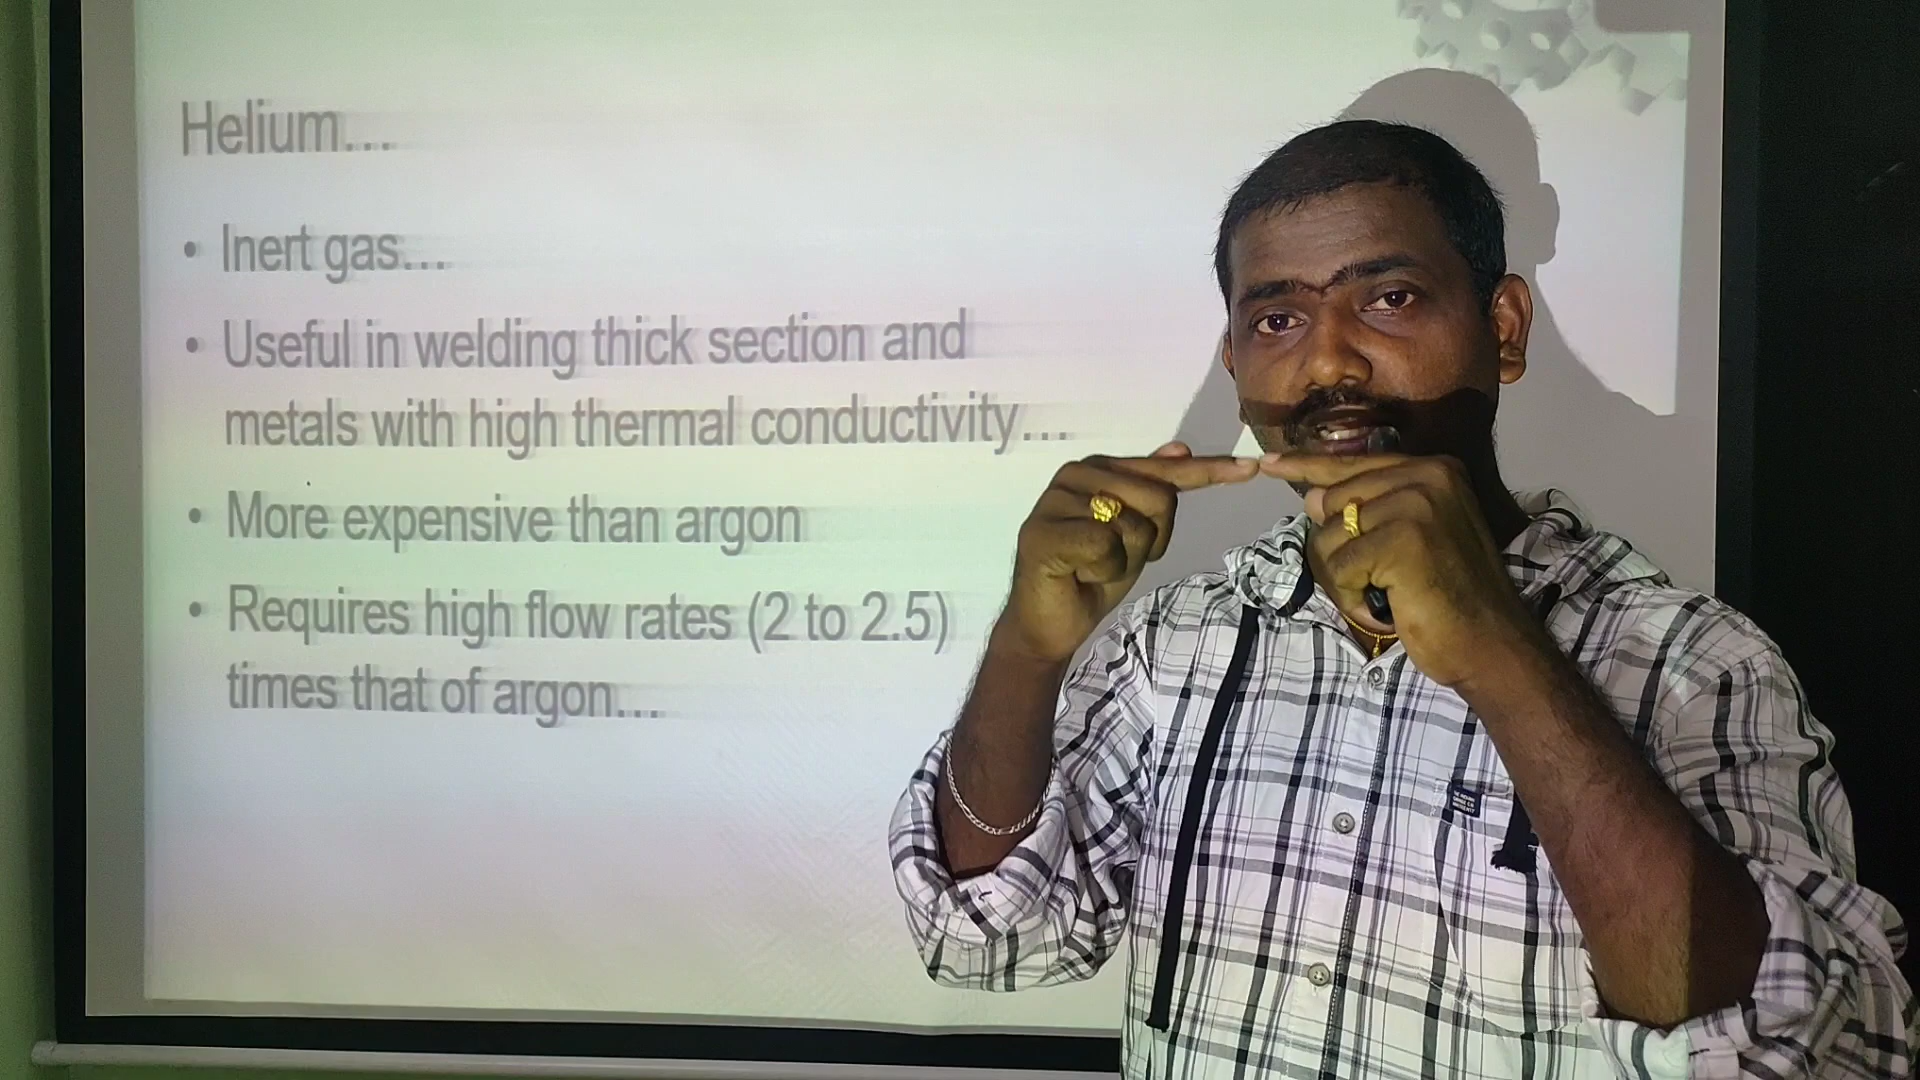 Helium...
• Inert gas...
• Useful in welding thick section and
metals with high thermal conductivity...
• More expensive than argon
• Requires high flow rates (2 to 2.5)
times that of argon...